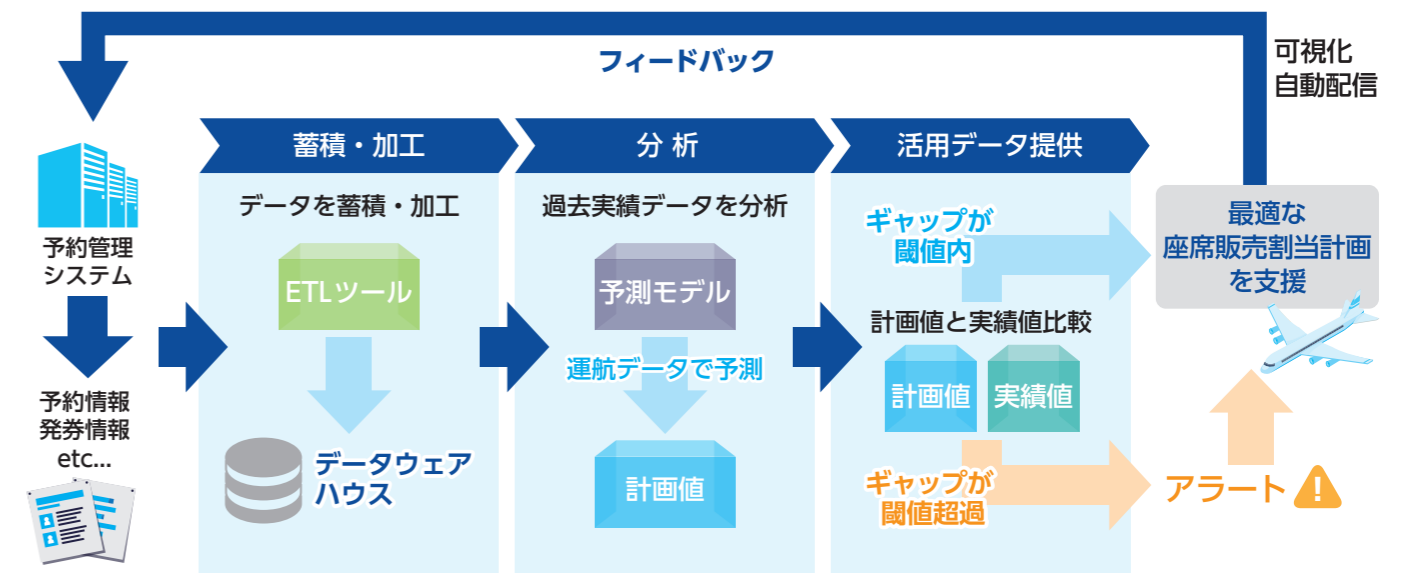 フィードバック
可視化
自動配信
予約管理
システム
予約情報
発券情報
etc...
蓄積・加工
データを蓄積・加工
ETLツール
データウェア
ハウス
分 析
過去実績データを分析
予測モデル
運航データで予測
計画値
活用データ提供
ギャップが
閾値内
計画値と実績値比較
計画値
実績値
ギャップが
閾値超過
最適な
座席販売割当計画
を支援
アラート